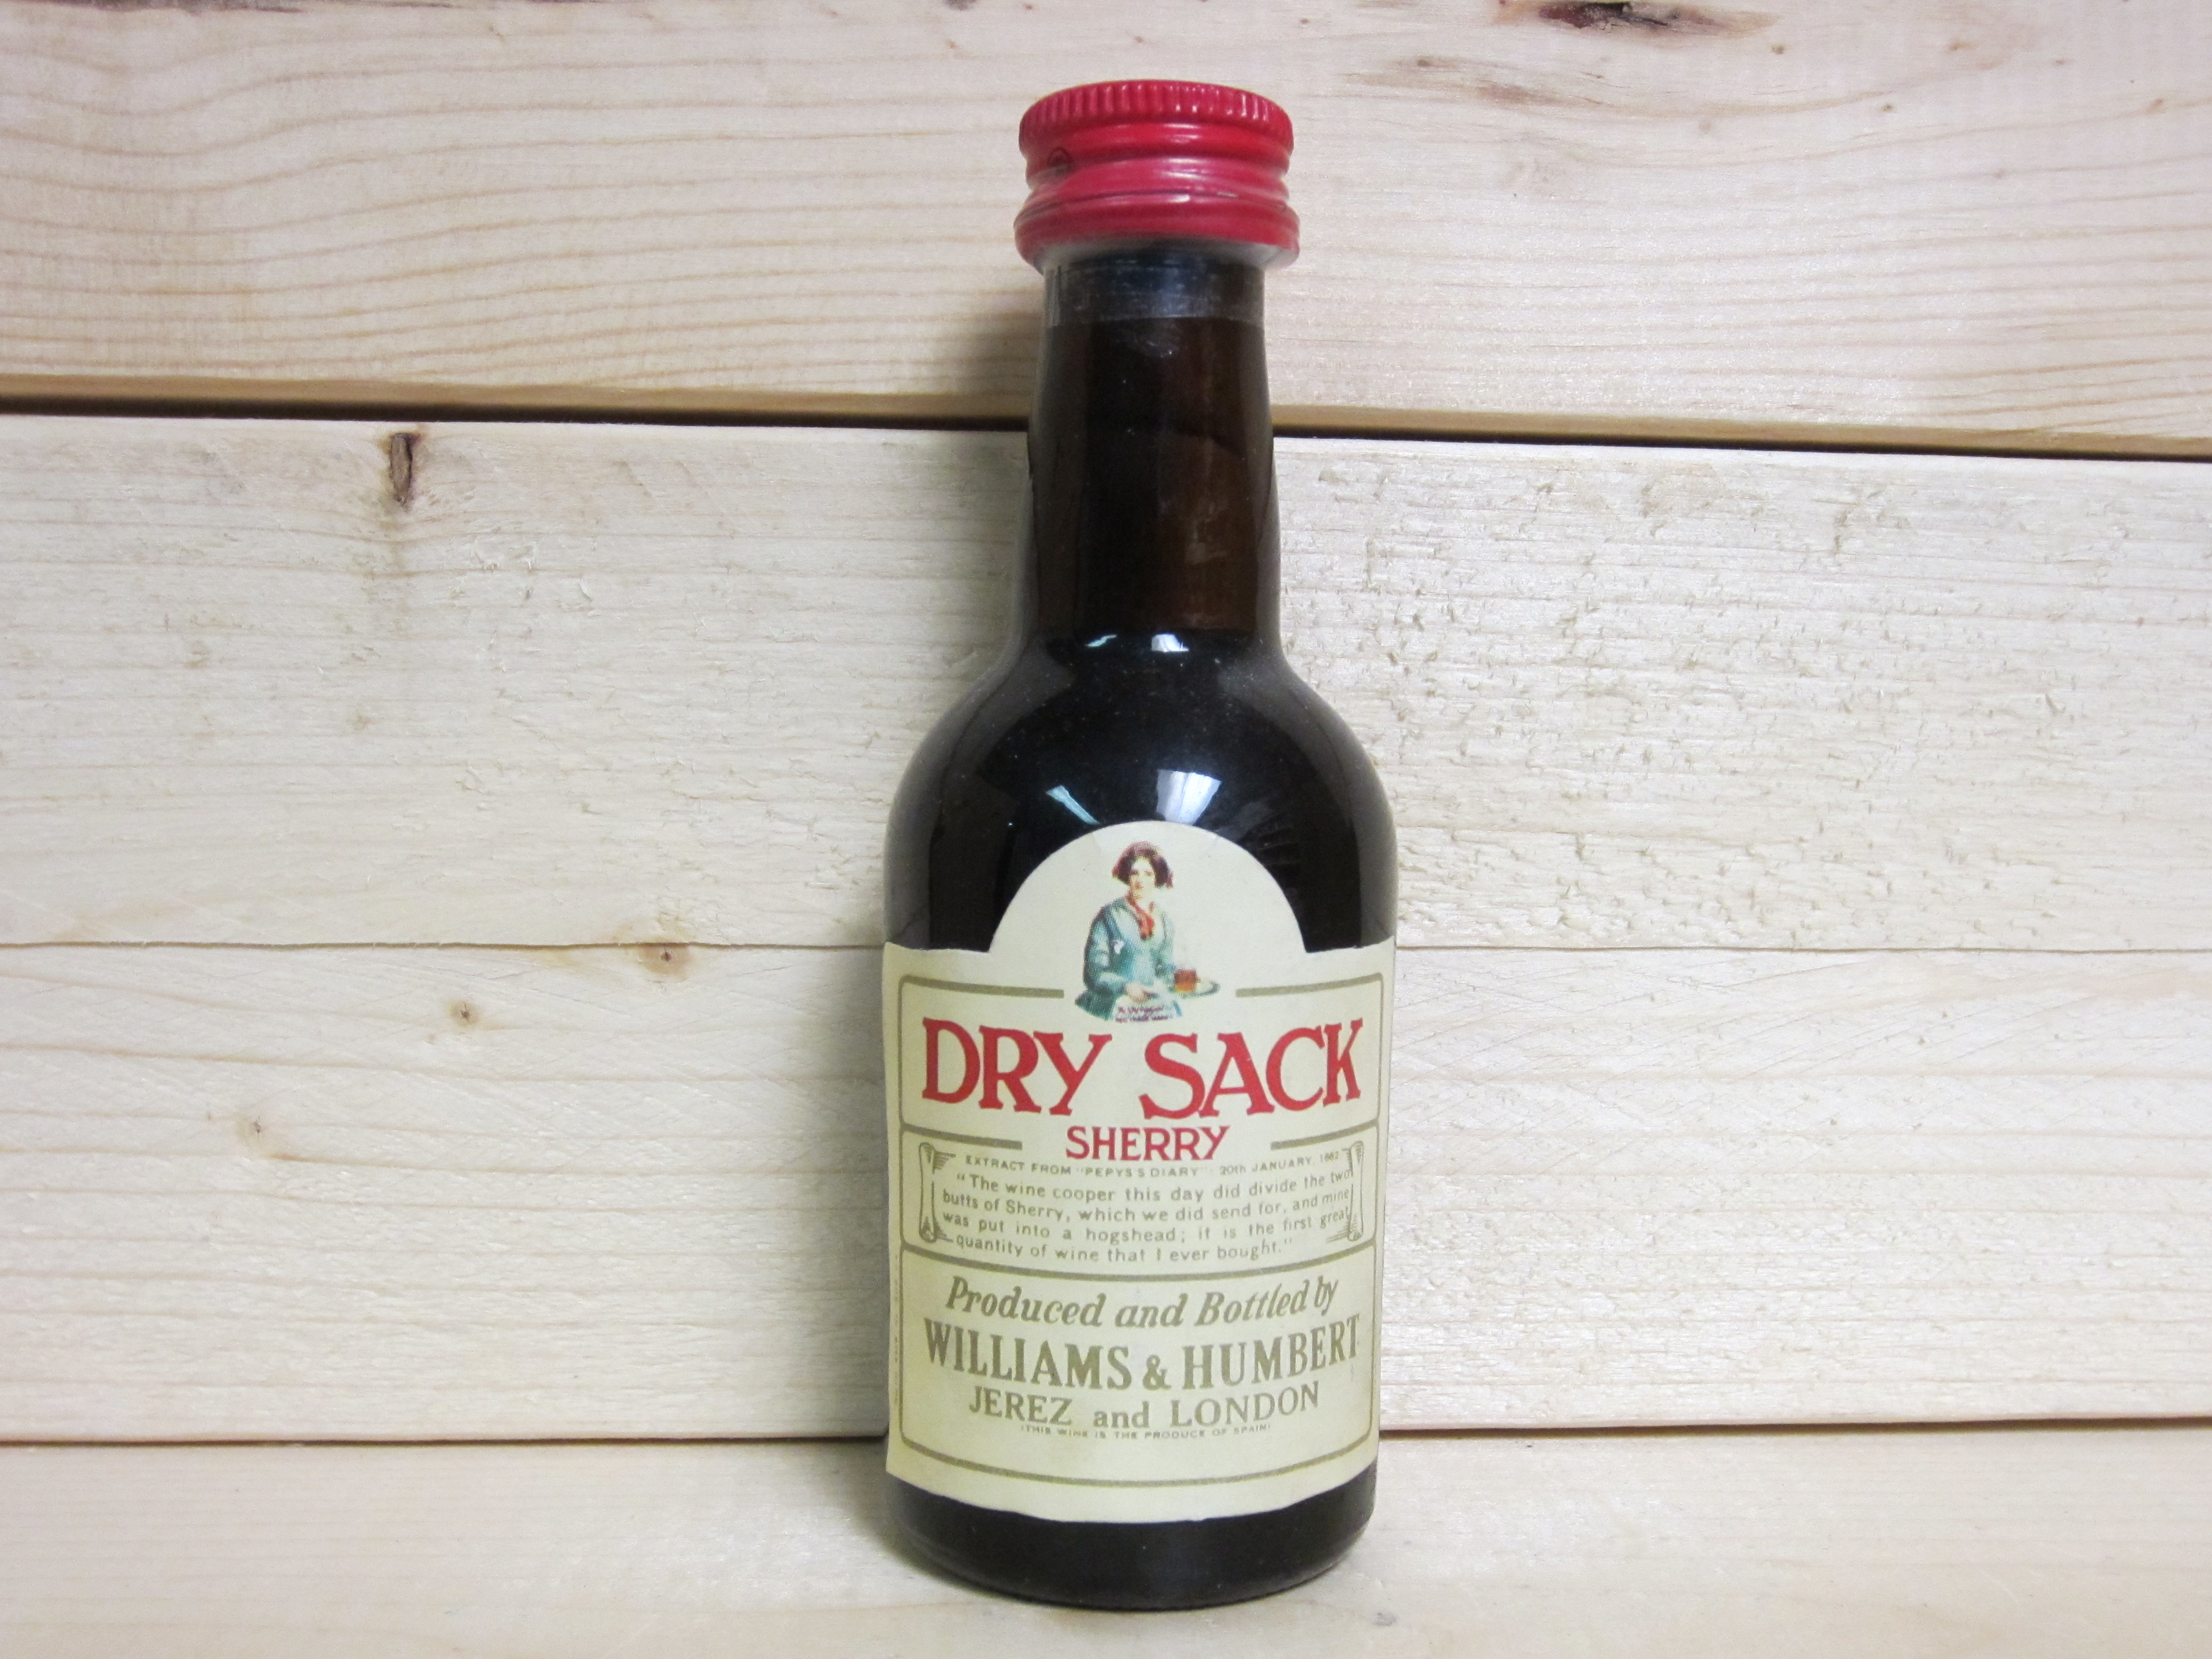 DRY SACK
SHERRY
EXTRACT FROM "PEPYS'S DIARY" 20th JANUARY, 1662
"The wine cooper this day did divide the two
butts of Sherry, which we did send for, and mine
was put into a hogshead; it is the first great
quantity of wine that I ever bought."
Produced and Bottled by
WILLIAMS & HUMBERT
JEREZ and LONDON
(THIS WINE IS THE PRODUCE OF SPAIN)